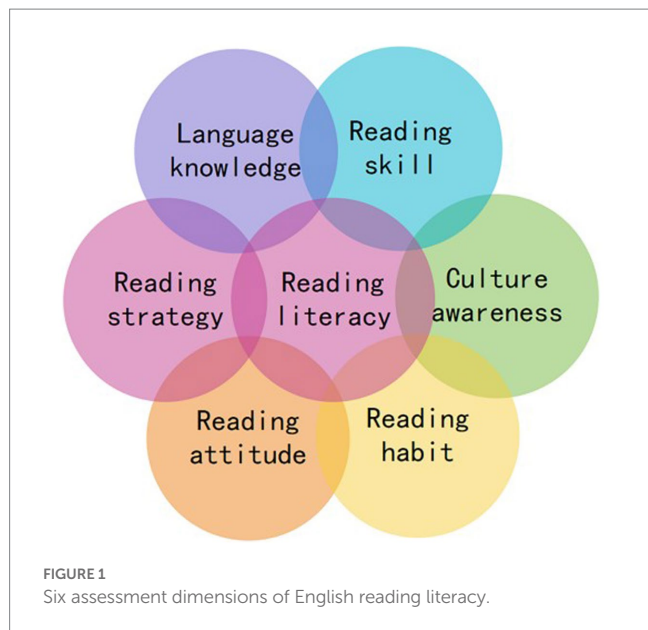 Language
knowledge
Reading
skill
Reading
strategy
Reading
literacy
Culture
awareness
Reading
attitude
Reading
habit
FIGURE 1
Six assessment dimensions of English reading literacy.